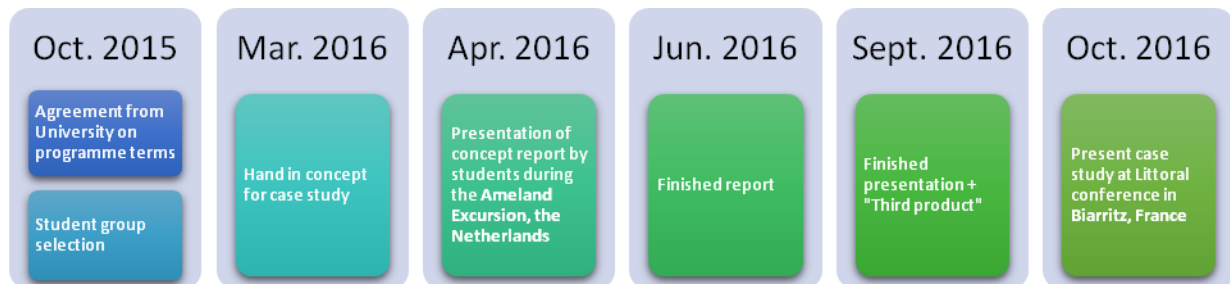 Oct. 2015
Agreement from
University on
programme terms
Student group
selection
Mar. 2016
Hand in concept
for case study
Apr. 2016
Presentation of
concept report by
students during
the Ameland
Excursion, the
Netherlands
Jun. 2016
Finished report
Sept. 2016
Finished
presentation +
"Third product"
Oct. 2016
Present case
study at Littoral
conference in
Biarritz, France